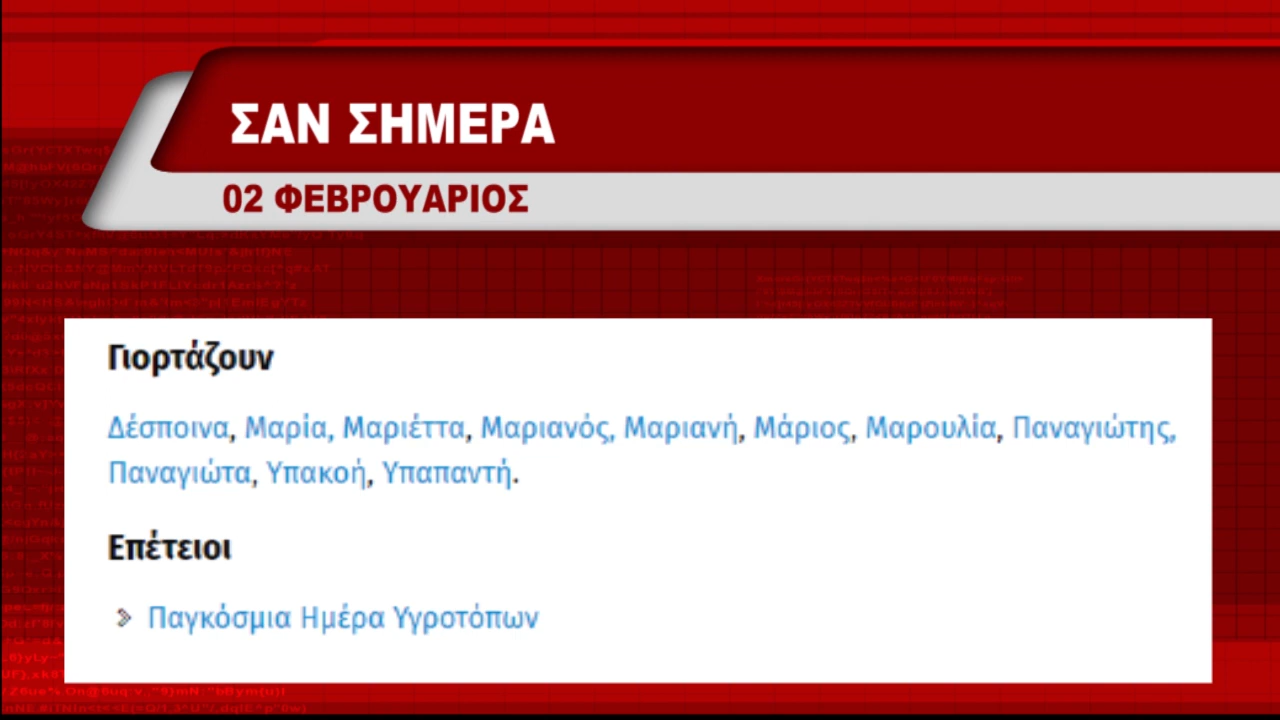 ΣΑΝ ΣΗΜΕΡΑ
02 ΦΕΒΡΟΥΑΡΙΟΣ
Γιορτάζουν
Δέσποινα, Μαρία, Μαριέττα, Μαριανός, Μαριανή, Μάριος, Μαρουλία, Παναγιώτης,
Παναγιώτα, Υπακοή, Υπαπαντή.
Επέτειοι
Παγκόσμια Ημέρα Υγροτόπων